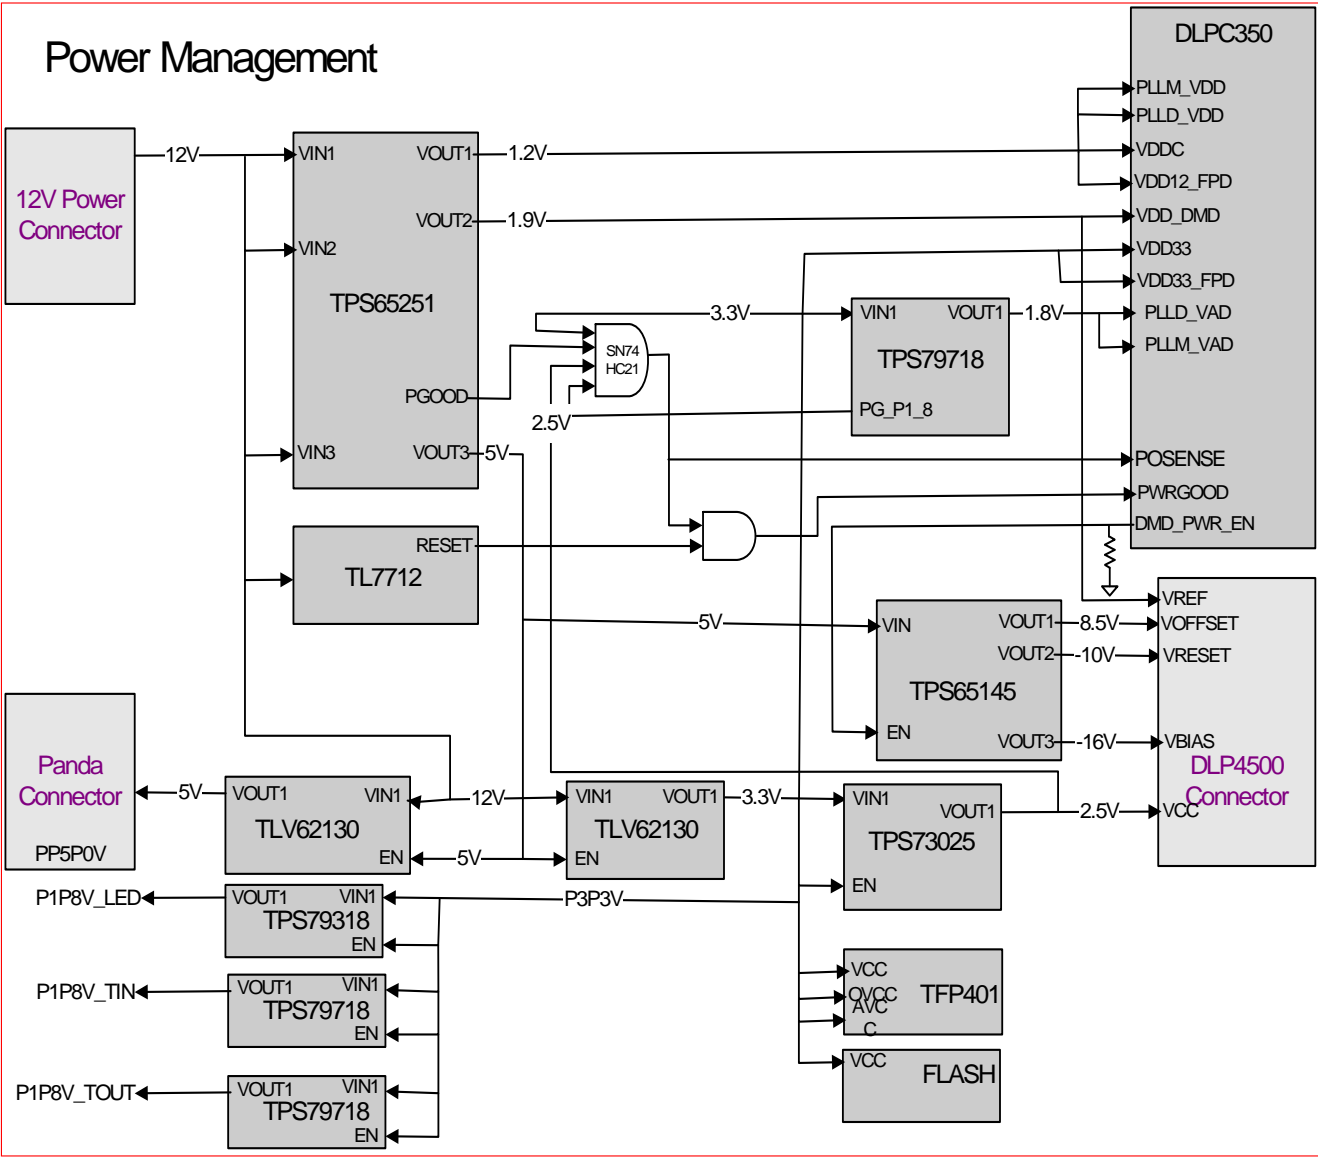 Power Management
DLPC350
PLLM_VDD
PLLD_VDD
VDDC
VDD12_FPD
VDD_DMD
VDD33
VDD33_FPD
PLLD_VAD
PLLM_VAD
POSENSE
PWRGOOD
DMD_PWR_EN
12V Power
Connector
12V
VIN1
VOUT1
1.2V
VOUT2
1.9V
VIN2
TPS65251
PGOOD
VIN3
VOUT3
5V
SN74
HC21
3.3V
2.5V
VIN1
VOUT1
1.8V
TPS79718
PG_P1_8
RESET
TL7712
5V
VIN
VOUT1
8.5V
VOUT2
-10V
TPS65145
EN
VOUT3
-16V
VREF
VOFFSET
VRESET
VBIAS
DLP4500
Connector
VCC
Panda
Connector
PP5P0V
5V
VOUT1
VIN1
TLV62130
EN
12V
5V
VIN1
VOUT1
TLV62130
EN
3.3V
VIN1
VOUT1
TPS73025
EN
2.5V
P1P8V_LED
VOUT1
VIN1
TPS79318
EN
P3P3V
P1P8V_TIN
VOUT1
VIN1
TPS79718
EN
P1P8V_TOUT
VOUT1
VIN1
TPS79718
EN
VCC
OVCC
AVC
C
TFP401
VCC
FLASH